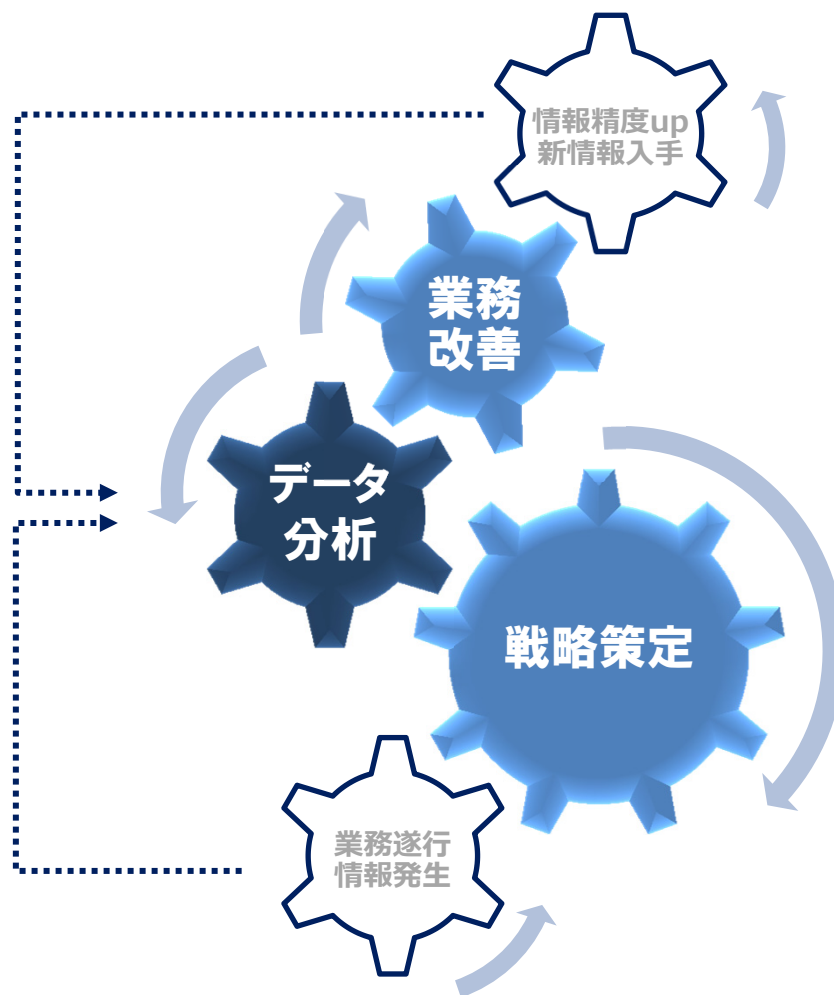 情報精度up
新情報入手
業務
改善
データ
分析
戦略策定
業務遂行
情報発生